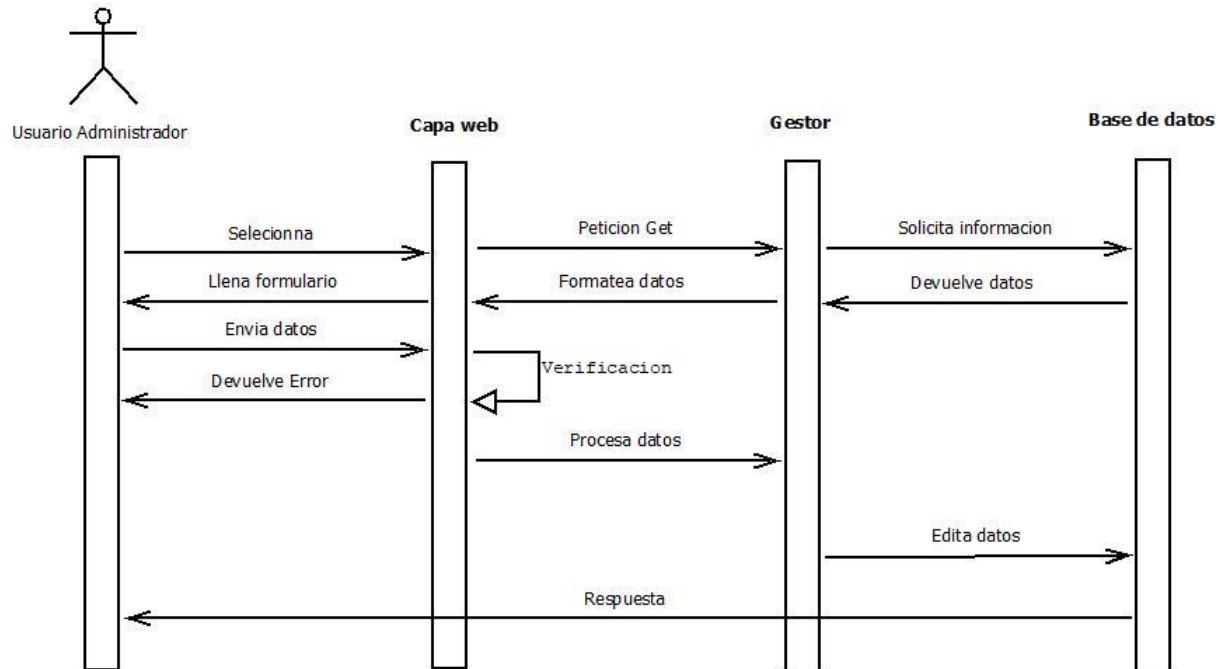 Usuario Administrador
Capa web
Gestor
Base de datos
Selecionna
Peticion Get
Solicita informacion
Llena formulario
Formatea datos
Devuelve datos
Envia datos
Verificacion
Devuelve Error
Procesa datos
Edita datos
Respuesta